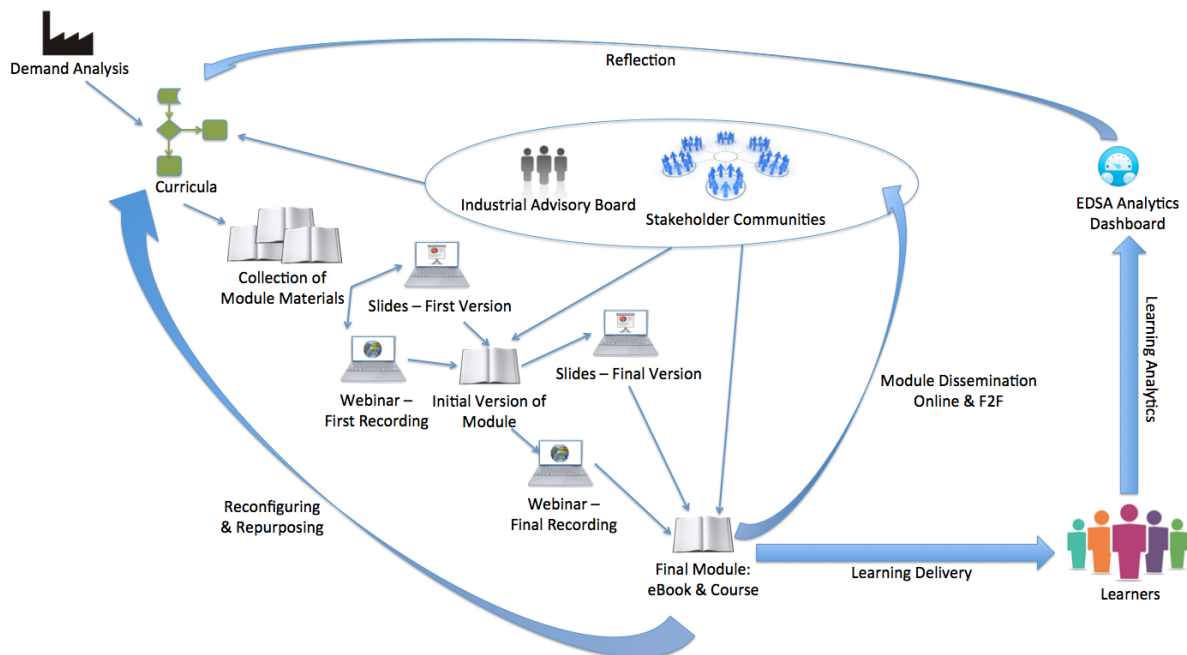 Demand Analysis
Reflection
Curricula
Industrial Advisory Board
Stakeholder Communities
EDSA Analytics
Dashboard
Collection of
Module Materials
Slides – First Version
Webinar –
First Recording
Initial Version of
Module
Slides – Final Version
Module Dissemination
Online & F2F
Learning Analytics
Webinar –
Final Recording
Reconfiguring
& Repurposing
Final Module:
eBook & Course
Learning Delivery
Learners